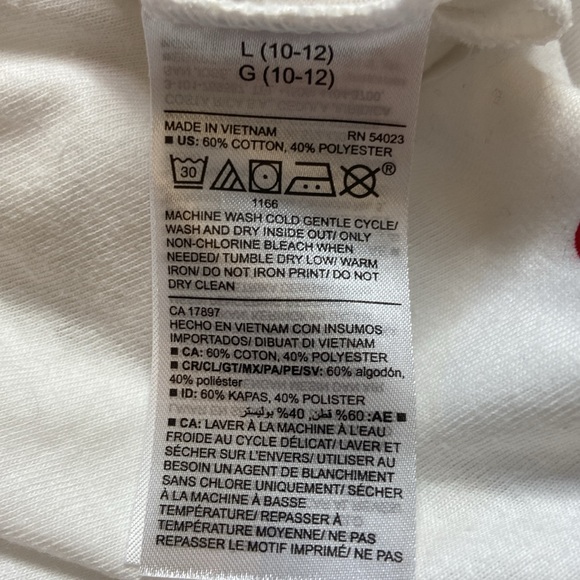 L (10-12)
G (10-12)
MADE IN VIETNAM RN 54023
■ US: 60% COTTON, 40% POLYESTER
30
®
1166
MACHINE WASH COLD GENTLE CYCLE/
WASH AND DRY INSIDE OUT/ ONLY
NON-CHLORINE BLEACH WHEN
NEEDED/ TUMBLE DRY LOW/ WARM
IRON/ DO NOT IRON PRINT/ DO NOT
DRY CLEAN
CA 17897
HECHO EN VIETNAM CON INSUMOS
IMPORTADOS/ DIBUAT DI VIETNAM
■ CA: 60% COTON, 40% POLYESTER
■ CR/CL/GT/MX/PA/PE/SV: 60% algodón,
40% poliéster
■ ID: 60% KAPAS, 40% POLISTER
■ AE: 60% قطن, 40% بوليستر
■ CA: LAVER À LA MACHINE À L'EAU
FROIDE AU CYCLE DÉLICAT/ LAVER ET
SÉCHER SUR L'ENVERS/ UTILISER AU
BESOIN UN AGENT DE BLANCHIMENT
SANS CHLORE UNIQUEMENT/ SÉCHER
À LA MACHINE À BASSE
TEMPÉRATURE/ REPASSER À
TEMPÉRATURE MOYENNE/ NE PAS
REPASSER LE MOTIF IMPRIMÉ/ NE PAS